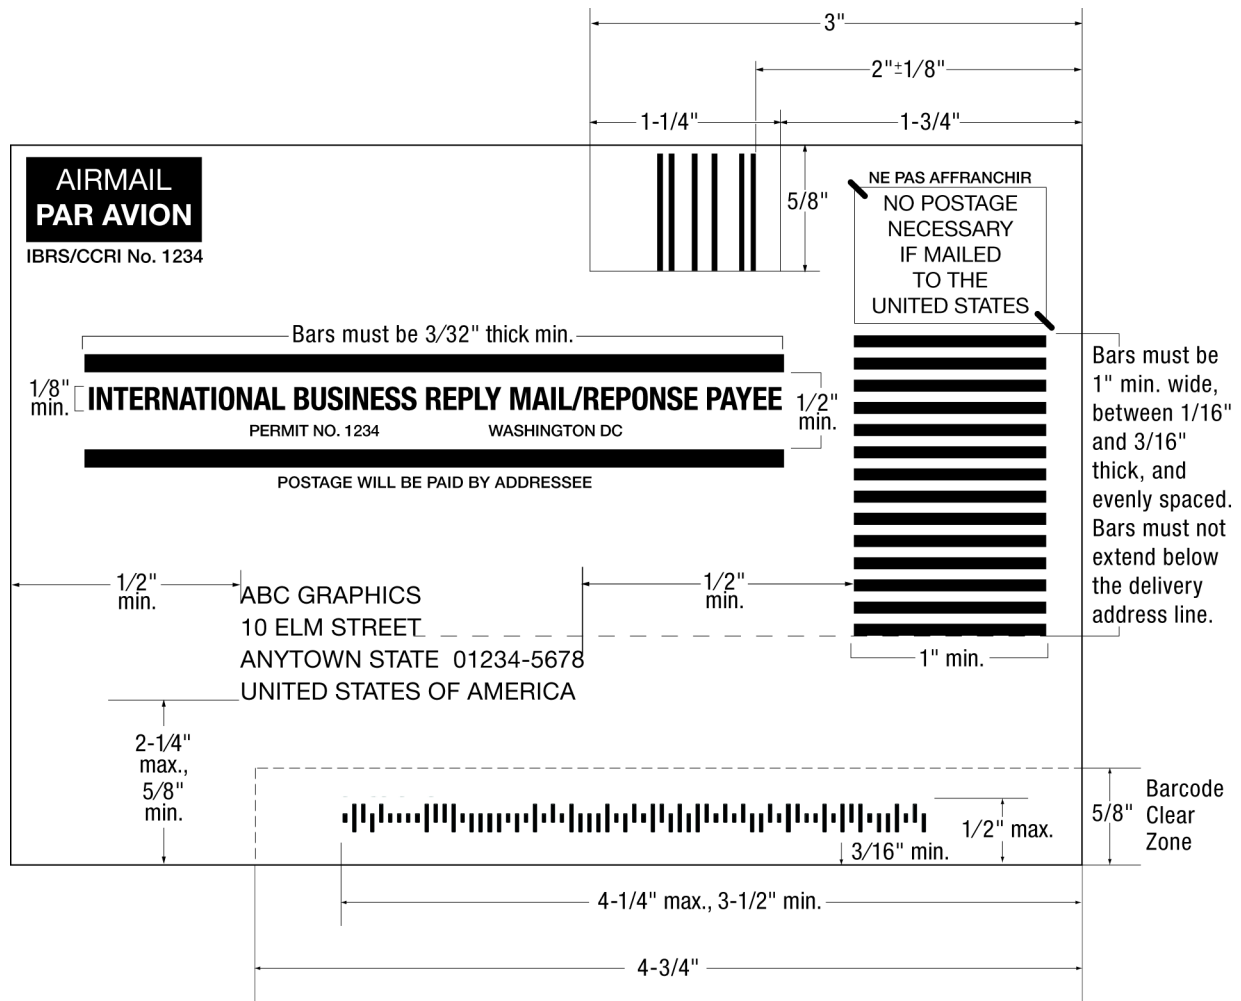 3"
2"±1/8"
1-1/4"
1-3/4"
AIRMAIL
PAR AVION
IBRS/CCRI No. 1234
5/8"
NE PAS AFFRANCHIR
NO POSTAGE
NECESSARY
IF MAILED
TO THE
UNITED STATES
Bars must be 3/32" thick min.
1/8"
min.
INTERNATIONAL BUSINESS REPLY MAIL/REPONSE PAYEE
PERMIT NO. 1234 WASHINGTON DC
1/2"
min.
POSTAGE WILL BE PAID BY ADDRESSEE
Bars must be
1" min. wide,
between 1/16"
and 3/16"
thick, and
evenly spaced.
Bars must not
extend below
the delivery
address line.
1/2"
min.
ABC GRAPHICS
10 ELM STREET
ANYTOWN STATE 01234-5678
UNITED STATES OF AMERICA
1/2"
min.
1" min.
2-1/4"
max.,
5/8"
min.
1/2" max.
3/16" min.
5/8"
Barcode
Clear
Zone
4-1/4" max., 3-1/2" min.
4-3/4"